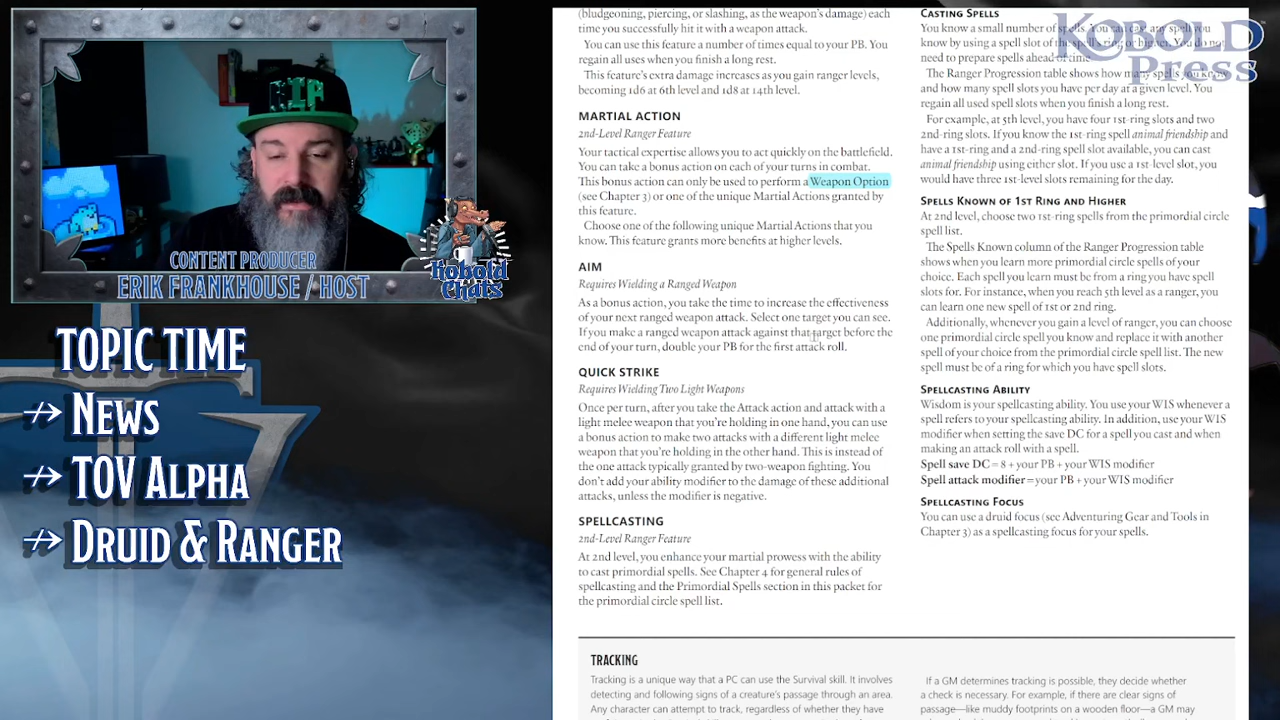 VIP
Kobold
Chats
CONTENT PRODUCER
ERIK FRANKHOUSE / HOST
TOPIC TIME
News
TOV Alpha
Druid & Ranger
(bludgeoning, piercing, or slashing, as the weapon's damage) each
time you successfully hit it with a weapon attack.
You can use this feature a number of times equal to your PB. You
regain all uses when you finish a long rest.
This feature's extra damage increases as you gain ranger levels,
becoming 1d6 at 6th level and 1d8 at 14th level.
MARTIAL ACTION
2nd-Level Ranger Feature
Your tactical expertise allows you to act quickly on the battlefield.
You can take a bonus action on each of your turns in combat.
This bonus action can only be used to perform a Weapon Option
(see Chapter 3) or one of the unique Martial Actions granted by
this feature.
Choose one of the following unique Martial Actions that you
know. This feature grants more benefits at higher levels.
AIM
Requires Wielding a Ranged Weapon
As a bonus action, you take the time to increase the effectiveness
of your next ranged weapon attack. Select one target you can see.
If you make a ranged weapon attack against that target before the
end of your turn, double your PB for the first attack roll.
QUICK STRIKE
Requires Wielding Two Light Weapons
Once per turn, after you take the Attack action and attack with a
light melee weapon that you're holding in one hand, you can use
a bonus action to make two attacks with a different light melee
weapon that you're holding in the other hand. This is instead of
the one attack typically granted by two-weapon fighting. You
don't add your ability modifier to the damage of these additional
attacks, unless the modifier is negative.
SPELLCASTING
2nd-Level Ranger Feature
At 2nd level, you enhance your martial prowess with the ability
to cast primordial spells. See Chapter 4 for general rules of
spellcasting and the Primordial Spells section in this packet for
the primordial circle spell list.
Casting Spells
You know a small number of spells. You can cast any spell you
know by using a spell slot of the spell's ring or higher. You do not
need to prepare spells ahead of time.
The Ranger Progression table shows how many spells you know
and how many spell slots you have per day at a given level. You
regain all used spell slots when you finish a long rest.
For example, at 5th level, you have four 1st-ring slots and two
2nd-ring slots. If you know the 1st-ring spell animal friendship and
have a 1st-ring and a 2nd-ring spell slot available, you can cast
animal friendship using either slot. If you use a 1st-level slot, you
would have three 1st-level slots remaining for the day.
Spells Known of 1st Ring and Higher
At 2nd level, choose two 1st-ring spells from the primordial circle
spell list.
The Spells Known column of the Ranger Progression table
shows when you learn more primordial circle spells of your
choice. Each spell you learn must be from a ring you have spell
slots for. For instance, when you reach 5th level as a ranger, you
can learn one new spell of 1st or 2nd ring.
Additionally, whenever you gain a level of ranger, you can choose
one primordial circle spell you know and replace it with another
spell of your choice from the primordial circle spell list. The new
spell must be of a ring for which you have spell slots.
Spellcasting Ability
Wisdom is your spellcasting ability. You use your WIS whenever a
spell refers to your spellcasting ability. In addition, use your WIS
modifier when setting the save DC for a spell you cast and when
making an attack roll with a spell.
Spell save DC = 8 + your PB + your WIS modifier
Spell attack modifier = your PB + your WIS modifier
Spellcasting Focus
You can use a druid focus (see Adventuring Gear and Tools in
Chapter 3) as a spellcasting focus for your spells.
Kobold
Press
TRACKING
Tracking is a unique way that a PC can use the Survival skill. It involves
detecting and following signs of a creature's passage through an area.
Any character can attempt to track, regardless of whether they have
If a GM determines tracking is possible, they decide whether
a check is necessary. For example, if there are clear signs of
passage—like muddy footprints on a wooden floor—a GM may